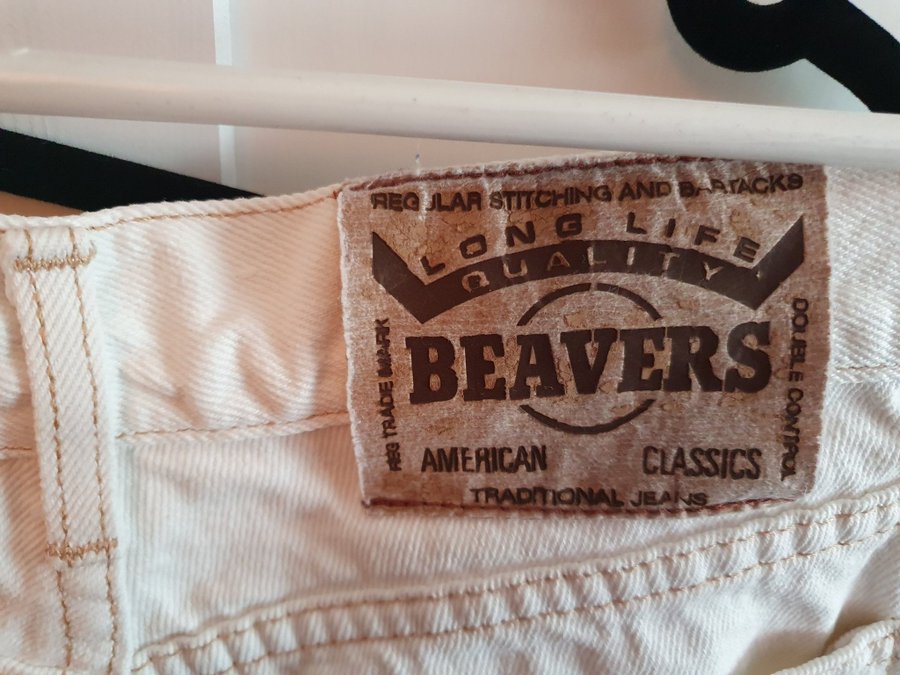 REGULAR STITCHING AND BARTACKS
LONG LIFE
QUALITY
REG TRADE MARK
BEAVERS
DOUBLE CONTROL
AMERICAN CLASSICS
TRADITIONAL JEANS